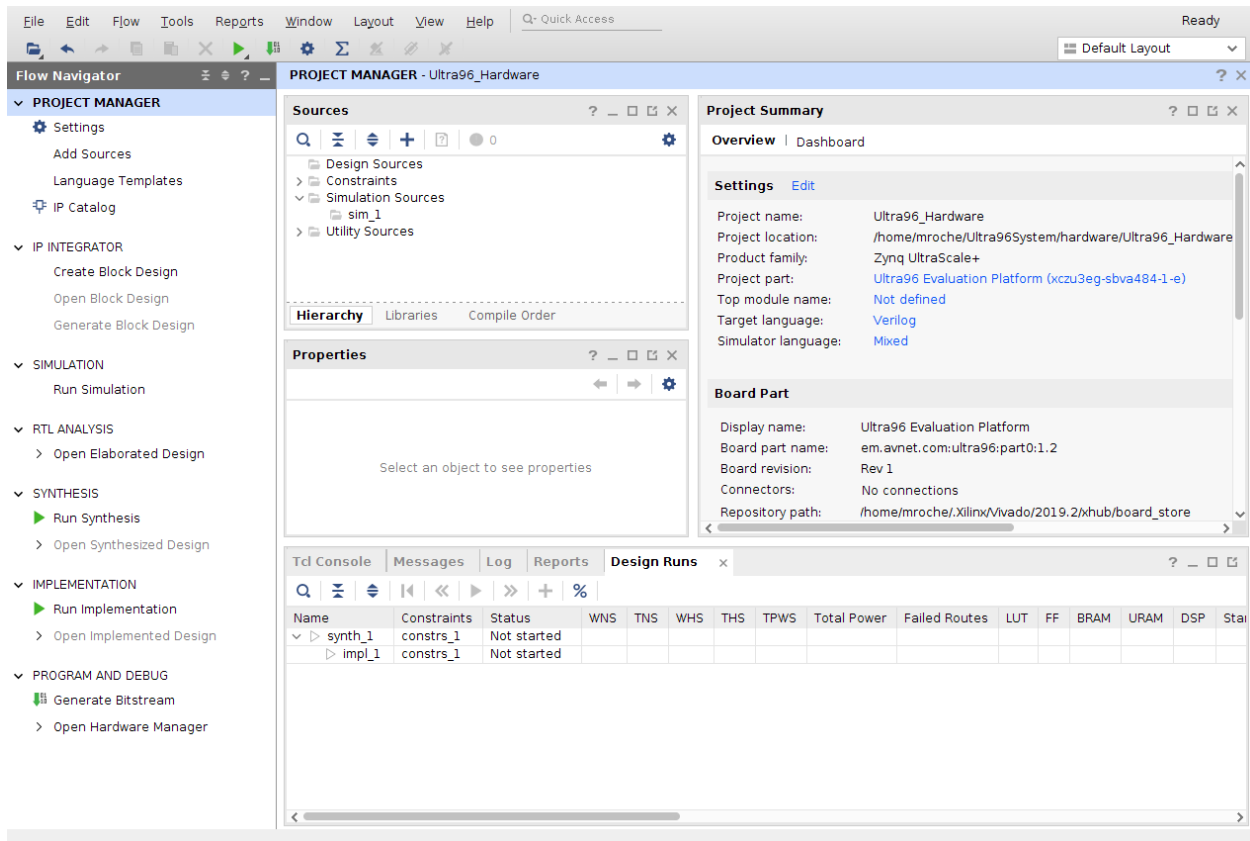 File Edit Flow Tools Reports Window Layout View Help Q- Quick Access Ready
Default Layout
Flow Navigator
PROJECT MANAGER
Settings
Add Sources
Language Templates
IP Catalog
IP INTEGRATOR
Create Block Design
Open Block Design
Generate Block Design
SIMULATION
Run Simulation
RTL ANALYSIS
Open Elaborated Design
SYNTHESIS
Run Synthesis
Open Synthesized Design
IMPLEMENTATION
Run Implementation
Open Implemented Design
PROGRAM AND DEBUG
Generate Bitstream
Open Hardware Manager
PROJECT MANAGER - Ultra96_Hardware
Sources
0
Design Sources
Constraints
Simulation Sources
sim_1
Utility Sources
Hierarchy Libraries Compile Order
Properties
Select an object to see properties
Project Summary
Overview | Dashboard
Settings Edit
Project name: Ultra96_Hardware
Project location: /home/mroche/Ultra96System/hardware/Ultra96_Hardware
Product family: Zynq UltraScale+
Project part: Ultra96 Evaluation Platform (xczu3eg-sbva484-1-e)
Top module name: Not defined
Target language: Verilog
Simulator language: Mixed
Board Part
Display name: Ultra96 Evaluation Platform
Board part name: em.avnet.com:ultra96:part0:1.2
Board revision: Rev 1
Connectors: No connections
Repository path: /home/mroche/.Xilinx/Vivado/2019.2/xhub/board_store
Tcl Console Messages Log Reports Design Runs
Name Constraints Status WNS TNS WHS THS TPWS Total Power Failed Routes LUT FF BRAM URAM DSP Star
synth_1 constrs_1 Not started
impl_1 constrs_1 Not started